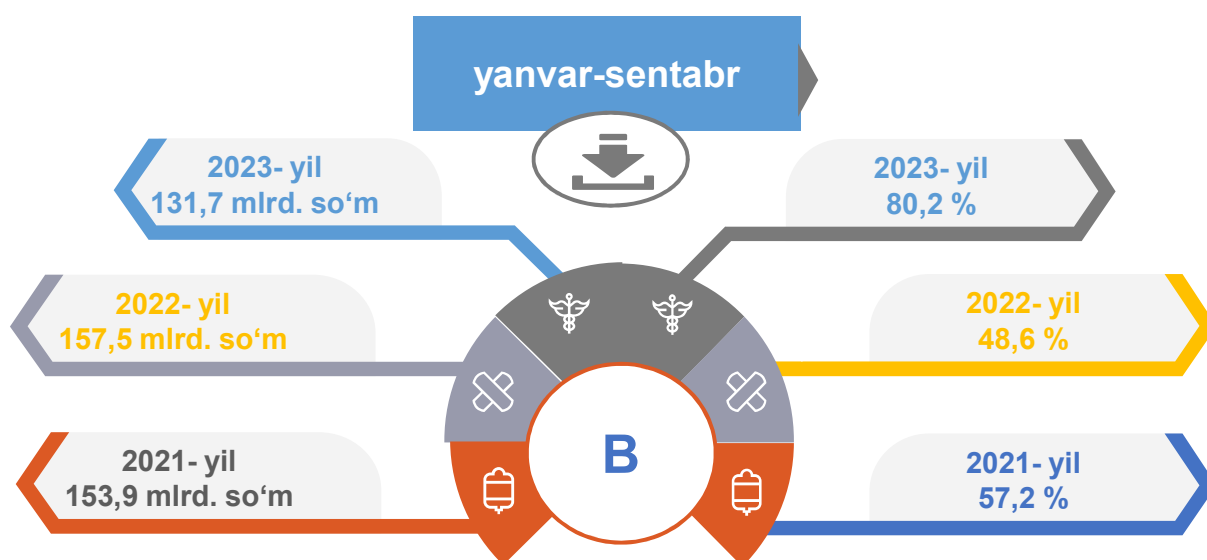 yanvar-sentabr
2023- yil
131,7 mlrd. so‘m
2023- yil
80,2 %
2022- yil
157,5 mlrd. so‘m
2022- yil
48,6 %
B
2021- yil
153,9 mlrd. so‘m
2021- yil
57,2 %